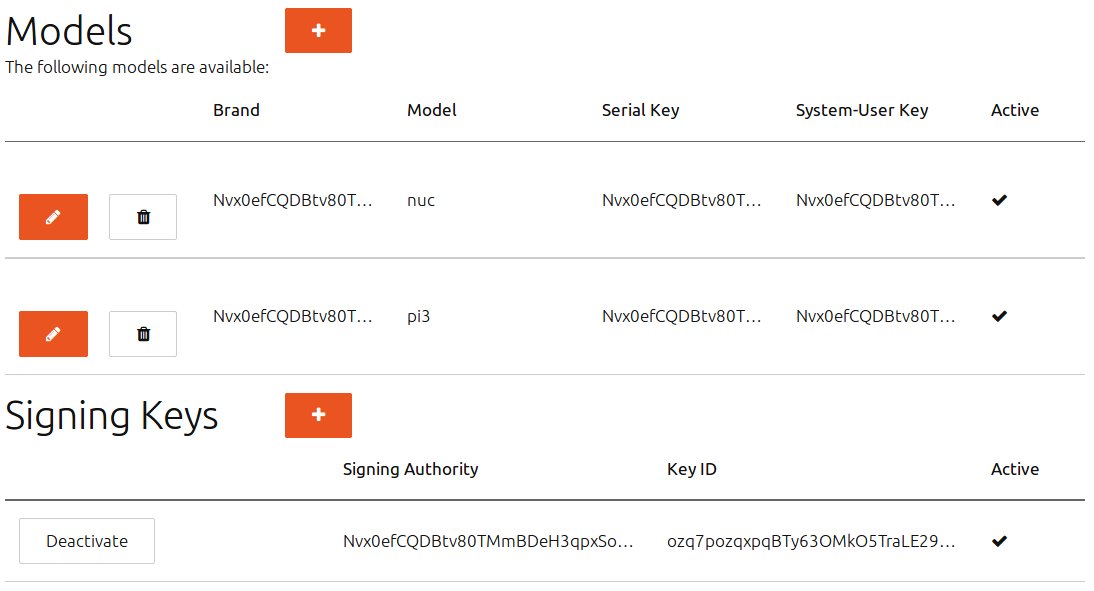 Models
The following models are available:
Brand Model Serial Key System-User Key Active
Nvx0efCQDBtv80T... nuc Nvx0efCQDBtv80T... Nvx0efCQDBtv80T...
Nvx0efCQDBtv80T... pi3 Nvx0efCQDBtv80T... Nvx0efCQDBtv80T...
Signing Keys
Signing Authority Key ID Active
Deactivate Nvx0efCQDBtv80TMmBDeH3qpxSo... ozq7pozqxpqBTy63OMkO5TraLE29...